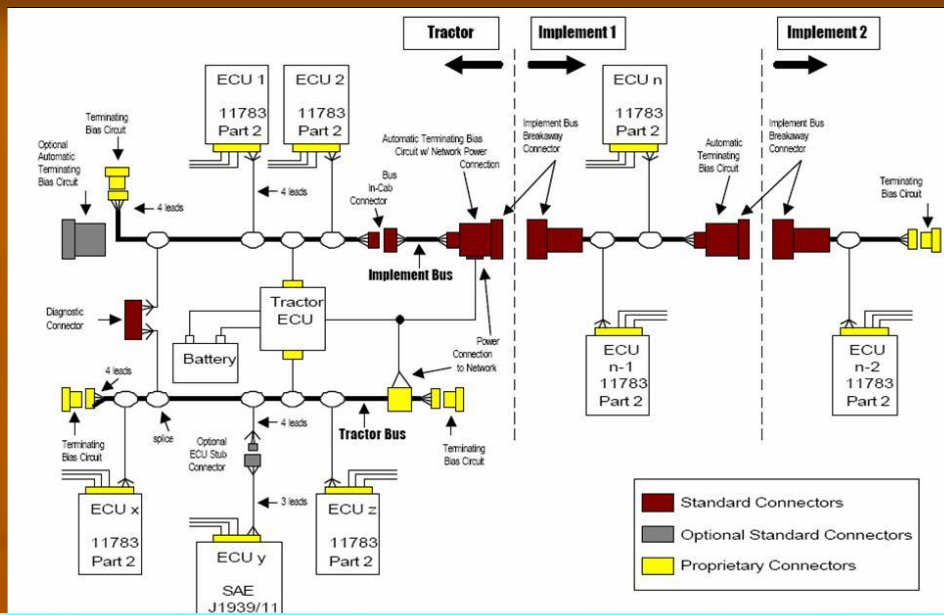 Tractor
Implement 1
Implement 2
ECU 1
11783
Part 2
ECU 2
11783
Part 2
ECU n
11783
Part 2
Terminating
Bias Circuit
Optional
Automatic
Terminating
Bias Circuit
4 leads
4 leads
Bus
In-Cab
Connector
Automatic Terminating Bias
Circuit w/ Network Power
Connection
Implement Bus
Breakaway
Connector
Automatic
Terminating
Bias Circuit
Implement Bus
Breakaway
Connector
Terminating
Bias Circuit
Implement Bus
Diagnostic
Connector
Tractor
ECU
Battery
Power
Connection
to Network
4 leads
Terminating
Bias Circuit
splice
Optional
ECU Stub
Connector
4 leads
Tractor Bus
Terminating
Bias Circuit
3 leads
ECU x
11783
Part 2
ECU y
SAE
J1939/11
ECU z
11783
Part 2
ECU
n-1
11783
Part 2
ECU
n-2
11783
Part 2
Standard Connectors
Optional Standard Connectors
Proprietary Connectors